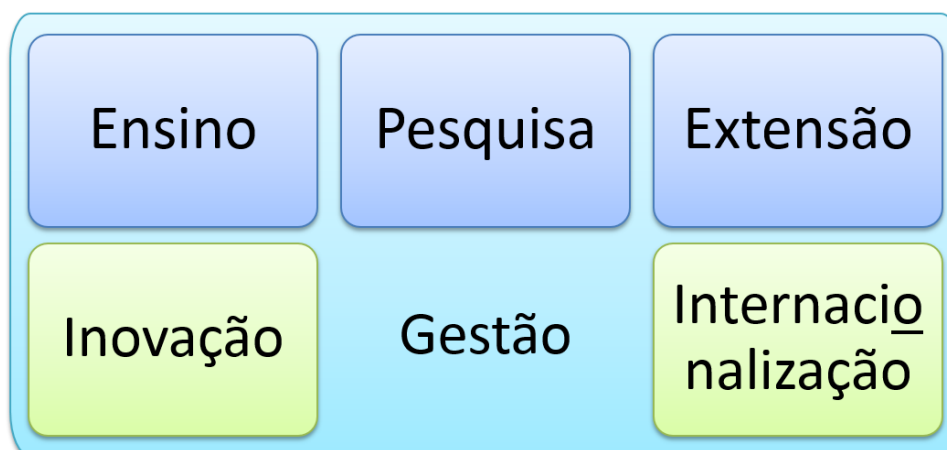 Ensino
Pesquisa
Extensão
Inovação
Gestão
Internacio
nalização